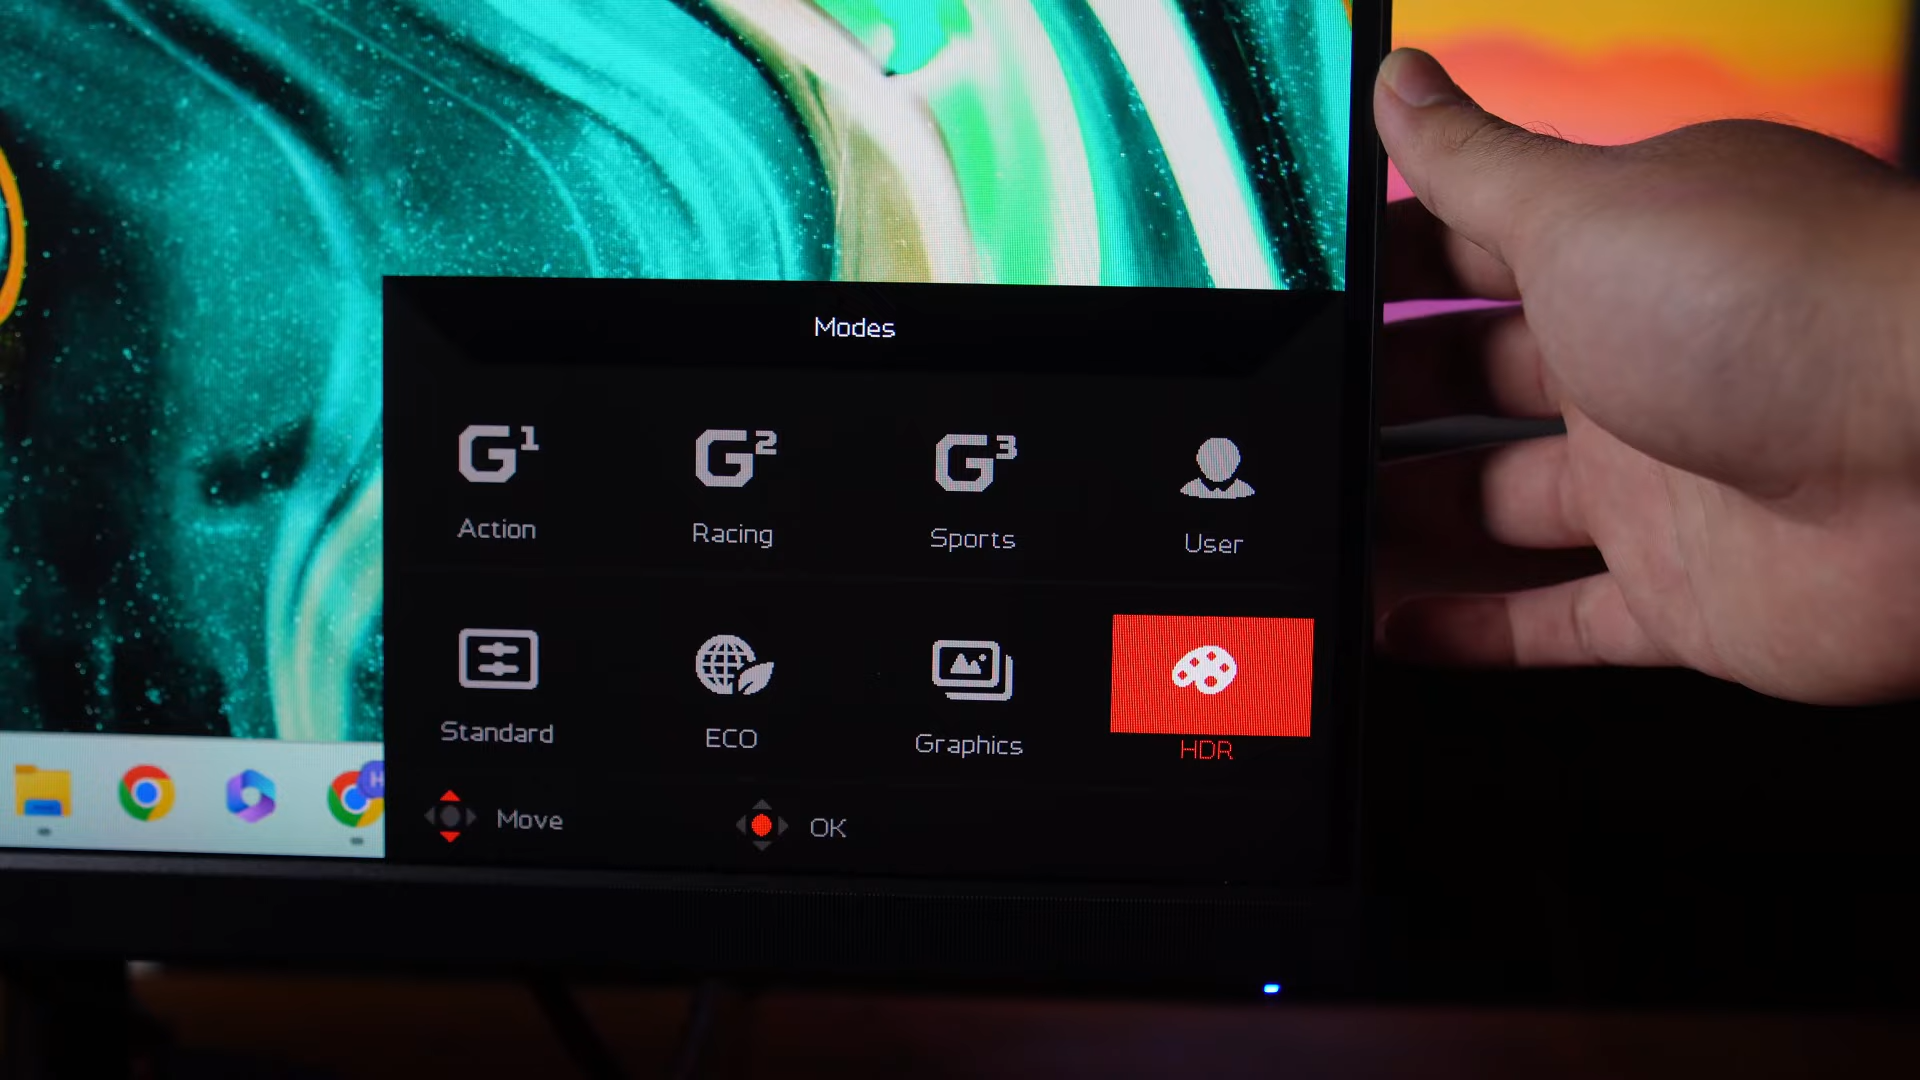 Modes
G1 G2 G3
Action Racing Sports User
Standard ECO Graphics HDR
Move OK
H